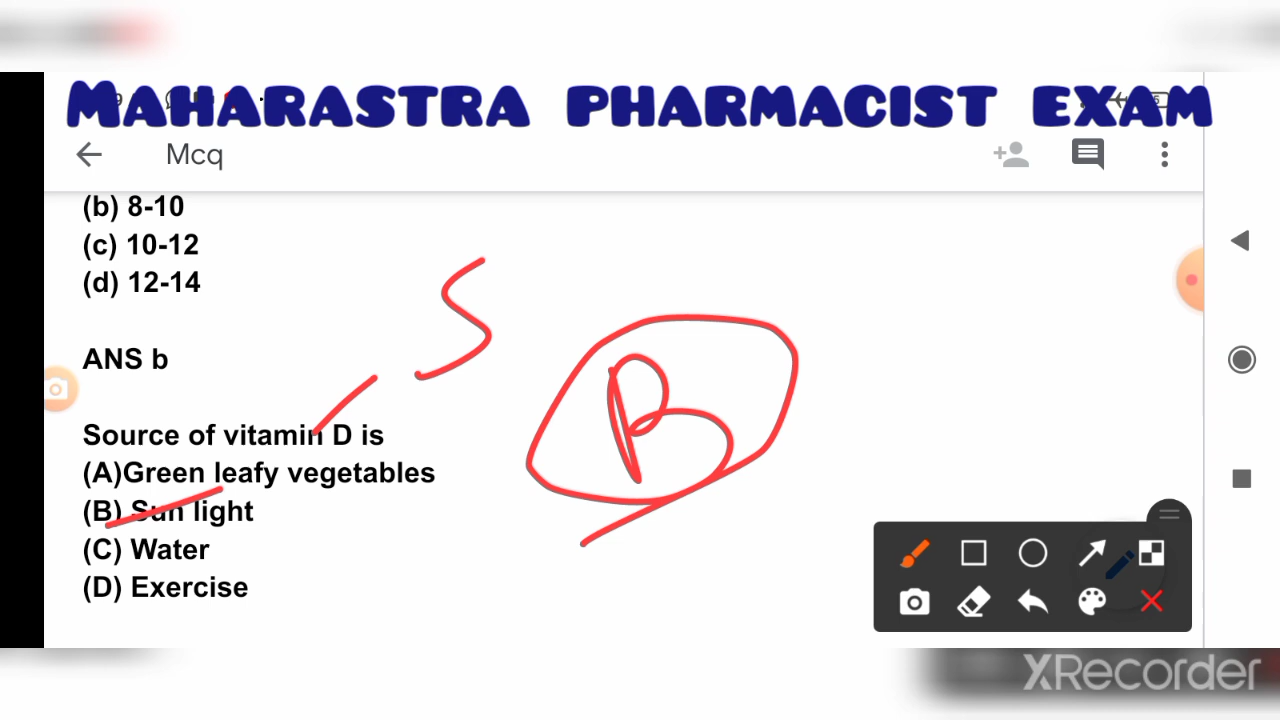 MAHARASTRA PHARMACIST EXAM
Mcq
(b) 8-10
(c) 10-12
(d) 12-14
S
ANS b
B
Source of vitamin D is
(A)Green leafy vegetables
(B) Sun light
(C) Water
(D) Exercise
XRecorder